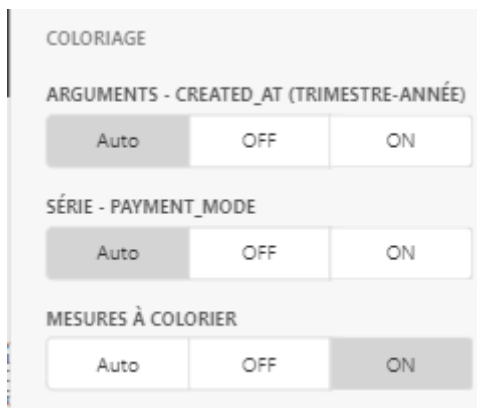 COLORIAGE
ARGUMENTS - CREATED_AT (TRIMESTRE-ANNÉE)
Auto OFF ON
SÉRIE - PAYMENT_MODE
Auto OFF ON
MESURES À COLORIER
Auto OFF ON